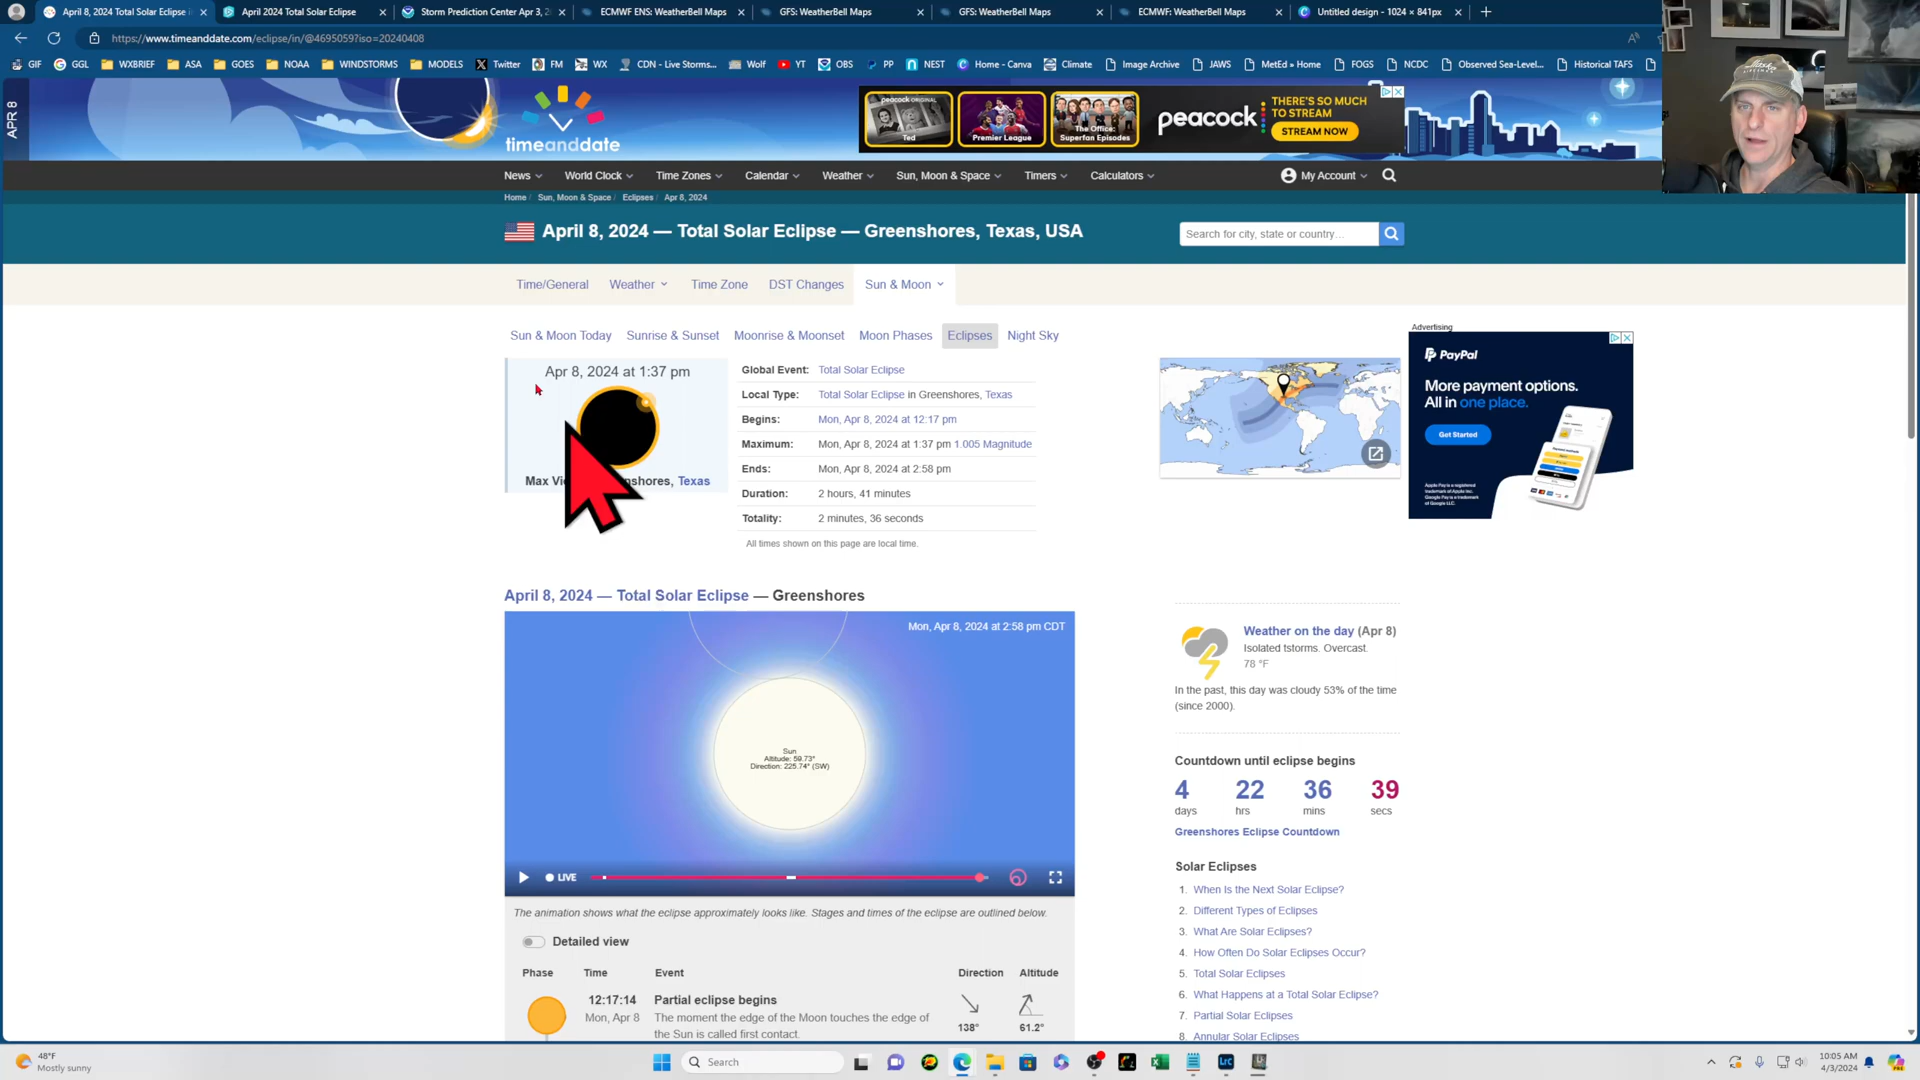 April 8, 2024 Total Solar Eclipse i
April 2024 Total Solar Eclipse
Storm Prediction Center Apr 3, 2
ECMWF ENS: WeatherBell Maps
GFS: WeatherBell Maps
GFS: WeatherBell Maps
ECMWF: WeatherBell Maps
Untitled design - 1024 × 841px
https://www.timeanddate.com/eclipse/in/@4695059?iso=20240408
GIF
GGL
WXBRIEF
ASA
GOES
NOAA
WINDSTORMS
MODELS
Twitter
FM
WX
CDN - Live Storms...
Wolf
YT
OBS
PP
NEST
Home - Canva
Climate
Image Archive
JAWS
MetEd » Home
FOGS
NCDC
Observed Sea-Level...
Historical TAFS
APR 8
timeanddate
PEACOCK ORIGINAL
Ted
Premier League
The Office:
Superfan Episodes
peacock
THERE'S SO MUCH
TO STREAM
STREAM NOW
News
World Clock
Time Zones
Calendar
Weather
Sun, Moon & Space
Timers
Calculators
My Account
Home / Sun, Moon & Space / Eclipses / Apr 8, 2024
April 8, 2024 — Total Solar Eclipse — Greenshores, Texas, USA
Search for city, state or country…
Time/General
Weather
Time Zone
DST Changes
Sun & Moon
Sun & Moon Today
Sunrise & Sunset
Moonrise & Moonset
Moon Phases
Eclipses
Night Sky
Apr 8, 2024 at 1:37 pm
Max Vi
nshores, Texas
Global Event: Total Solar Eclipse
Local Type: Total Solar Eclipse in Greenshores, Texas
Begins: Mon, Apr 8, 2024 at 12:17 pm
Maximum: Mon, Apr 8, 2024 at 1:37 pm 1.005 Magnitude
Ends: Mon, Apr 8, 2024 at 2:58 pm
Duration: 2 hours, 41 minutes
Totality: 2 minutes, 36 seconds
All times shown on this page are local time.
Advertising
PayPal
More payment options.
All in one place.
Get Started
April 8, 2024 — Total Solar Eclipse — Greenshores
Mon, Apr 8, 2024 at 2:58 pm CDT
Sun
Altitude: 59.73°
Direction: 225.74° (SW)
LIVE
The animation shows what the eclipse approximately looks like. Stages and times of the eclipse are outlined below.
Detailed view
Phase Time Event Direction Altitude
12:17:14
Mon, Apr 8
Partial eclipse begins
The moment the edge of the Moon touches the edge of
the Sun is called first contact.
138°
61.2°
Weather on the day (Apr 8)
Isolated tstorms. Overcast.
78 °F
In the past, this day was cloudy 53% of the time
(since 2000).
Countdown until eclipse begins
4 22 36 39
days hrs mins secs
Greenshores Eclipse Countdown
Solar Eclipses
1. When Is the Next Solar Eclipse?
2. Different Types of Eclipses
3. What Are Solar Eclipses?
4. How Often Do Solar Eclipses Occur?
5. Total Solar Eclipses
6. What Happens at a Total Solar Eclipse?
7. Partial Solar Eclipses
8. Annular Solar Eclipses
48°F
Mostly sunny
Search
10:05 AM
4/3/2024